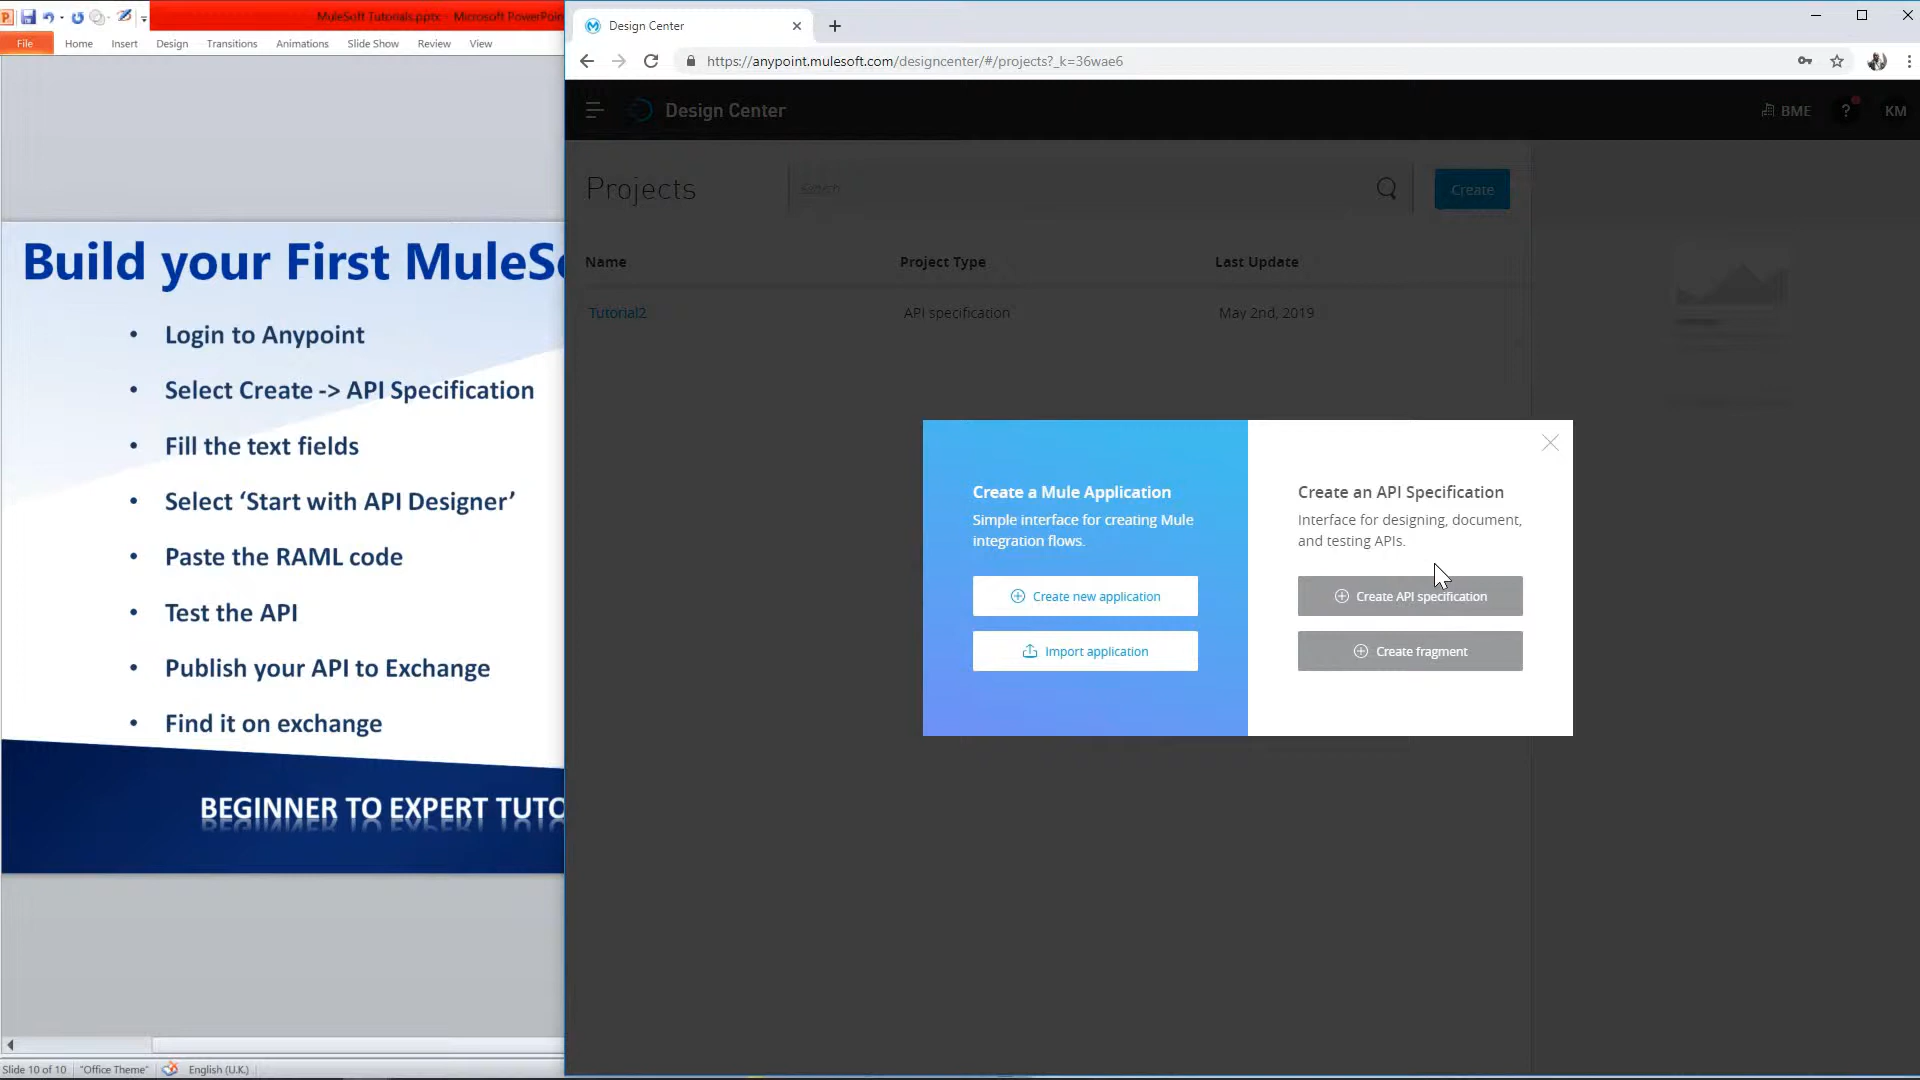 MuleSoft Tutorials.pptx - Microsoft PowerPoin
File Home Insert Design Transitions Animations Slide Show Review View
Build your First MuleSo
• Login to Anypoint
• Select Create -> API Specification
• Fill the text fields
• Select ‘Start with API Designer’
• Paste the RAML code
• Test the API
• Publish your API to Exchange
• Find it on exchange
BEGINNER TO EXPERT TUTO
Slide 10 of 10 "Office Theme" English (U.K.)
Design Center
https://anypoint.mulesoft.com/designcenter/#/projects?_k=36wae6
Design Center
BME ? KM
Projects
Search
Create
Name Project Type Last Update
Tutorial2 API specification May 2nd, 2019
Create a Mule Application
Simple interface for creating Mule
integration flows.
Create new application
Import application
Create an API Specification
Interface for designing, document,
and testing APIs.
Create API specification
Create fragment